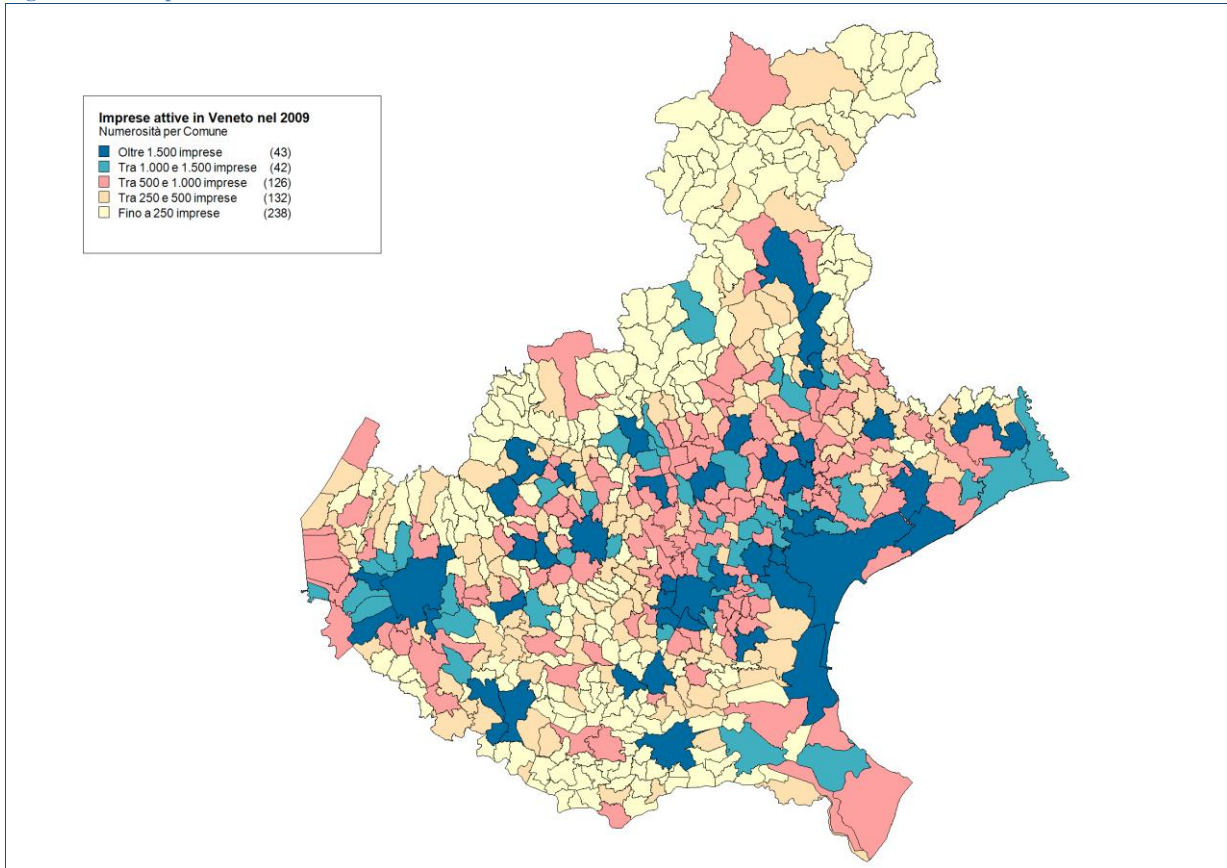 Imprese attive in Veneto nel 2009
Numerosità per Comune
Oltre 1.500 imprese (43)
Tra 1.000 e 1.500 imprese (42)
Tra 500 e 1.000 imprese (126)
Tra 250 e 500 imprese (132)
Fino a 250 imprese (238)